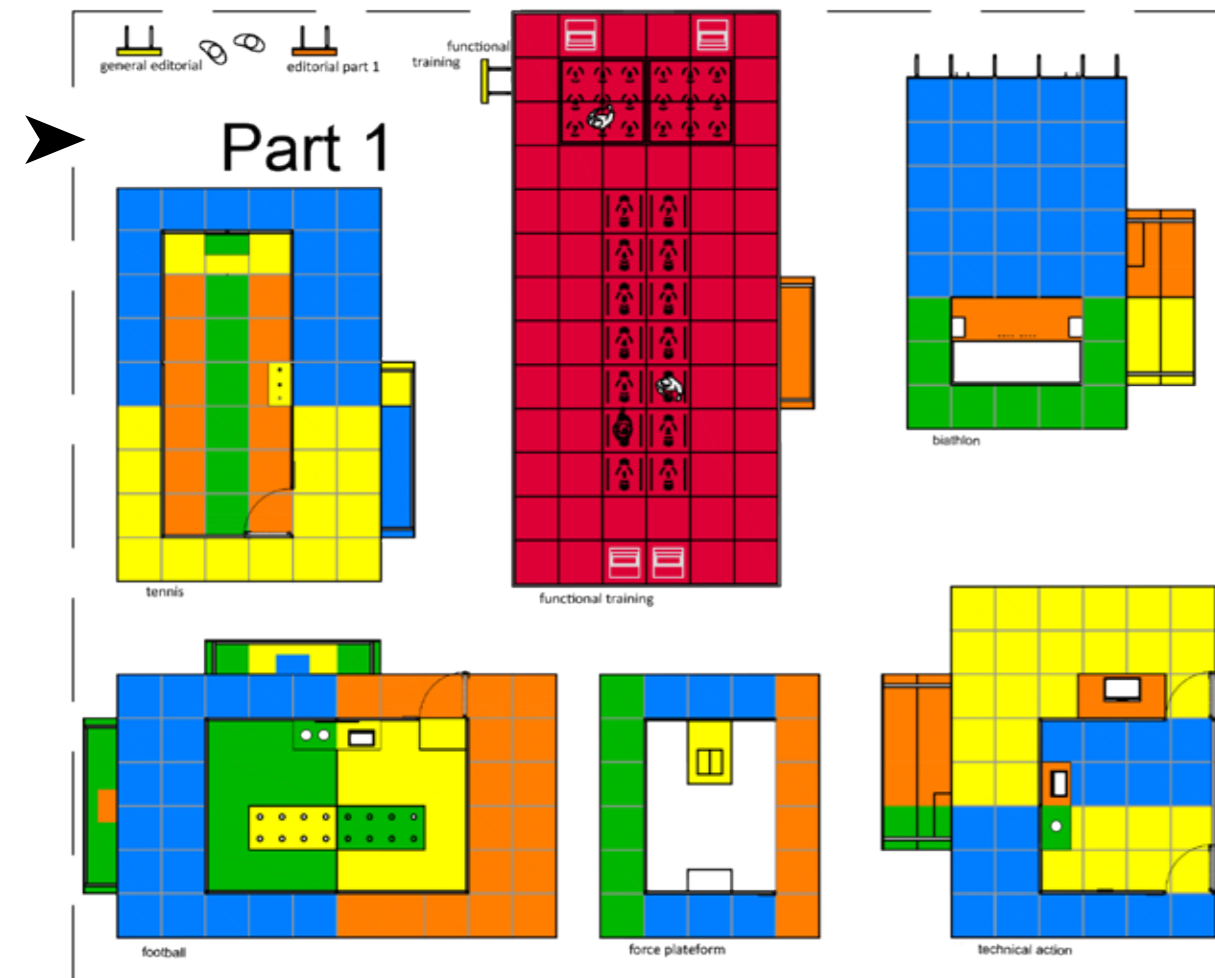 general editorial
editorial part 1
functional
training
Part 1
biathlon
tennis
functional training
football
force plateform
technical action